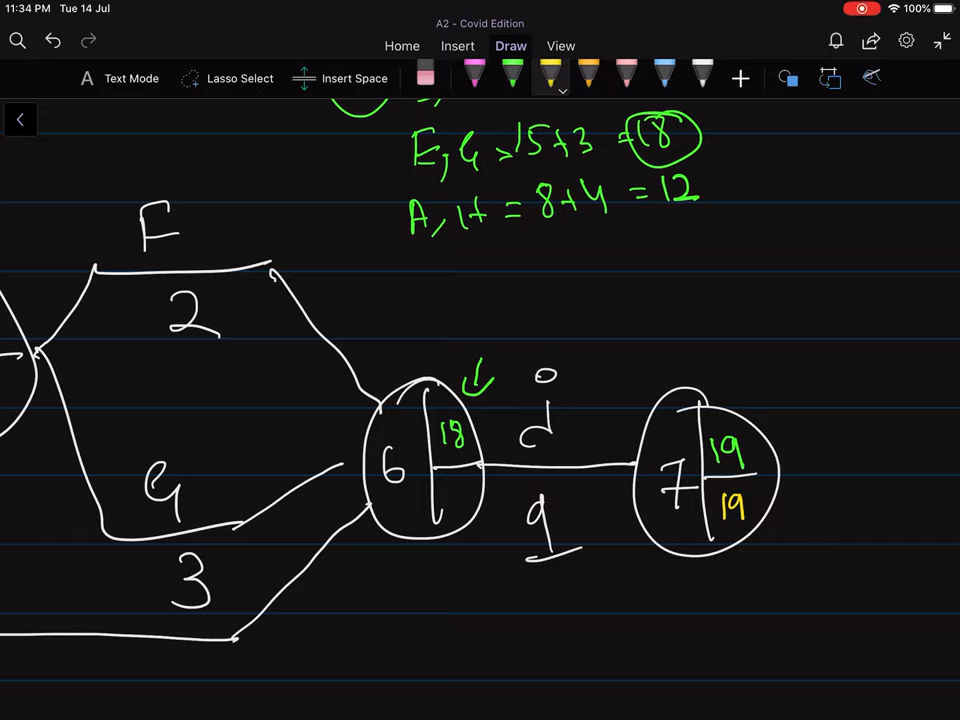 11:34 PM Tue 14 Jul
100%
A2 - Covid Edition
Home Insert Draw View
A Text Mode Lasso Select Insert Space
E, G = 15+3 = 18
A, H = 8+4 = 12
F
2
G
3
6 18
d
9
7 19
19